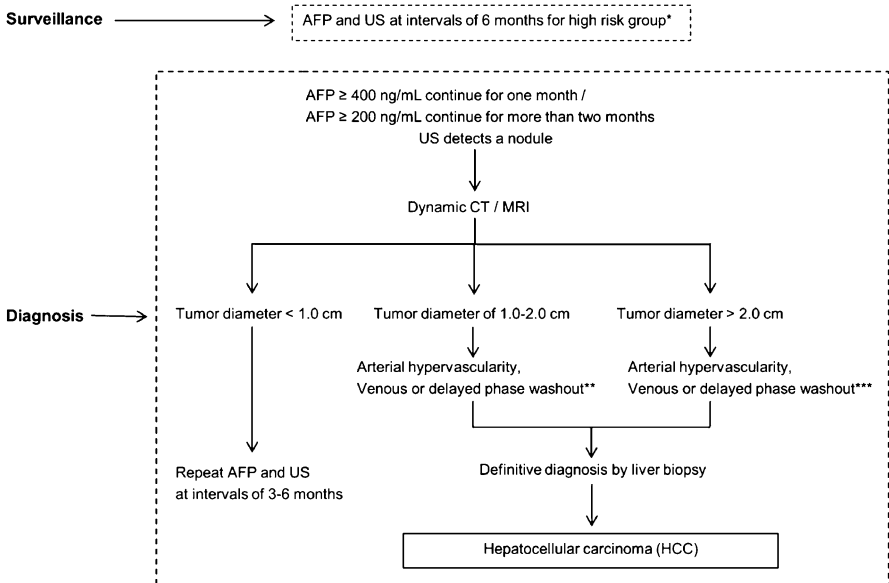 Surveillance
AFP and US at intervals of 6 months for high risk group*
AFP ≥ 400 ng/mL continue for one month /
AFP ≥ 200 ng/mL continue for more than two months
US detects a nodule
Dynamic CT / MRI
Diagnosis
Tumor diameter < 1.0 cm
Tumor diameter of 1.0-2.0 cm
Tumor diameter > 2.0 cm
Arterial hypervascularity,
Venous or delayed phase washout**
Arterial hypervascularity,
Venous or delayed phase washout***
Repeat AFP and US
at intervals of 3-6 months
Definitive diagnosis by liver biopsy
Hepatocellular carcinoma (HCC)